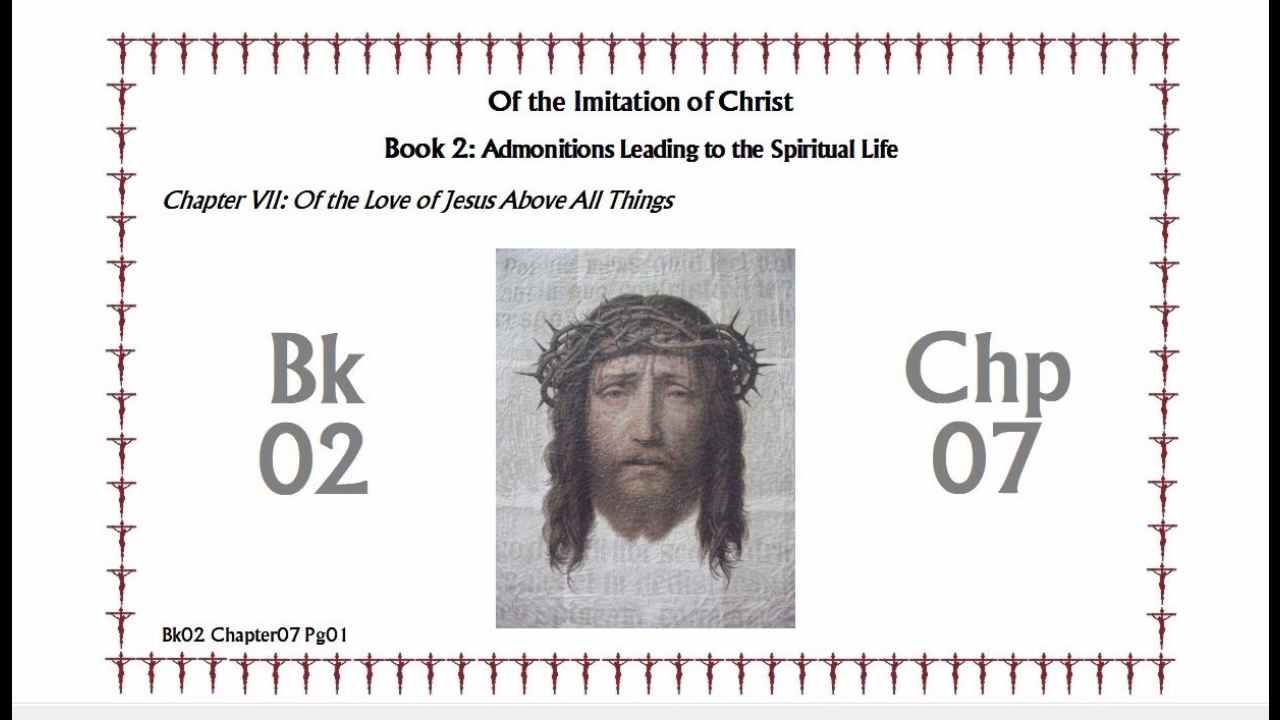 Of the Imitation of Christ
Book 2: Admonitions Leading to the Spiritual Life
Chapter VII: Of the Love of Jesus Above All Things
Bk
02
Chp
07
Bk02 Chapter07 Pg01